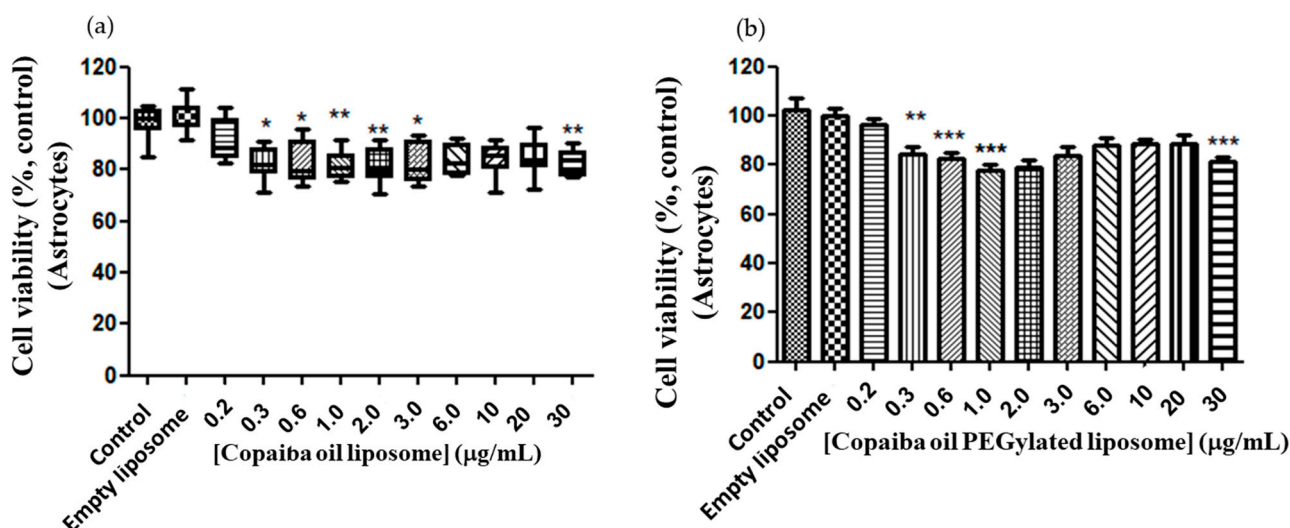 (a)
Cell viability (%, control)
(Astrocytes)
120
100
80
60
40
20
0
* * ** ** * **
Control
Empty liposome
0.2
0.3
0.6
1.0
2.0
3.0
6.0
10
20
30
[Copaiba oil liposome] (μg/mL)
(b)
Cell viability (%, control)
(Astrocytes)
120
100
80
60
40
20
0
** *** *** ***
Control
Empty liposome
0.2
0.3
0.6
1.0
2.0
3.0
6.0
10
20
30
[Copaiba oil PEGylated liposome] (μg/mL)